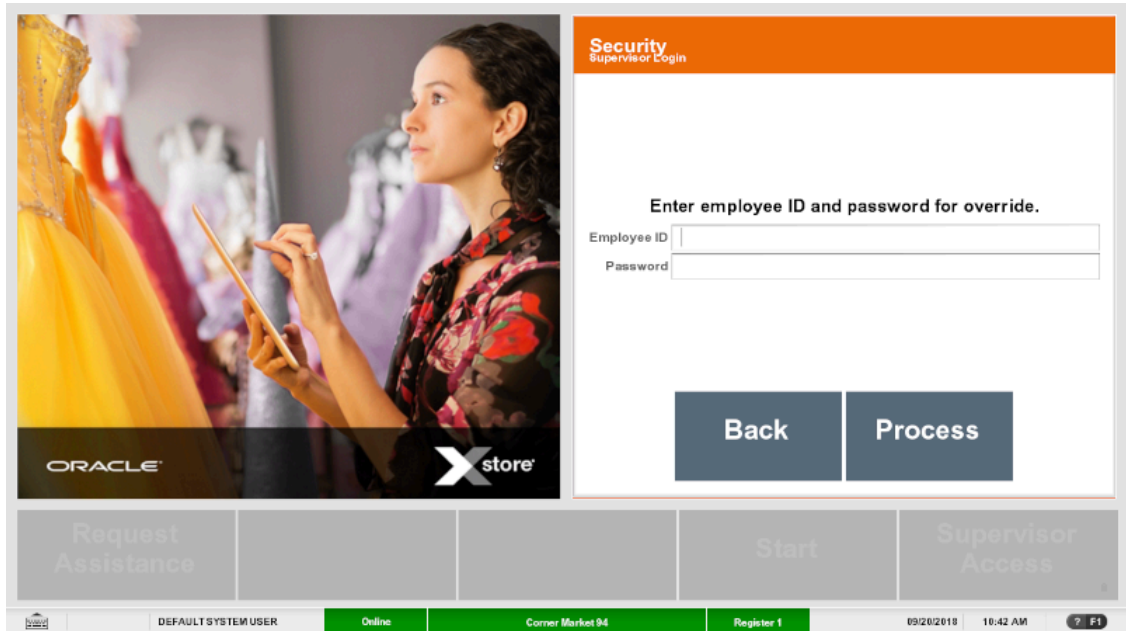 Security
Supervisor Login
Enter employee ID and password for override.
Employee ID
Password
Back
Process
ORACLE
Xstore
Request
Assistance
Start
Supervisor
Access
DEFAULT SYSTEM USER
Online
Corner Market 94
Register 1
09/20/2018
10:42 AM
? F1